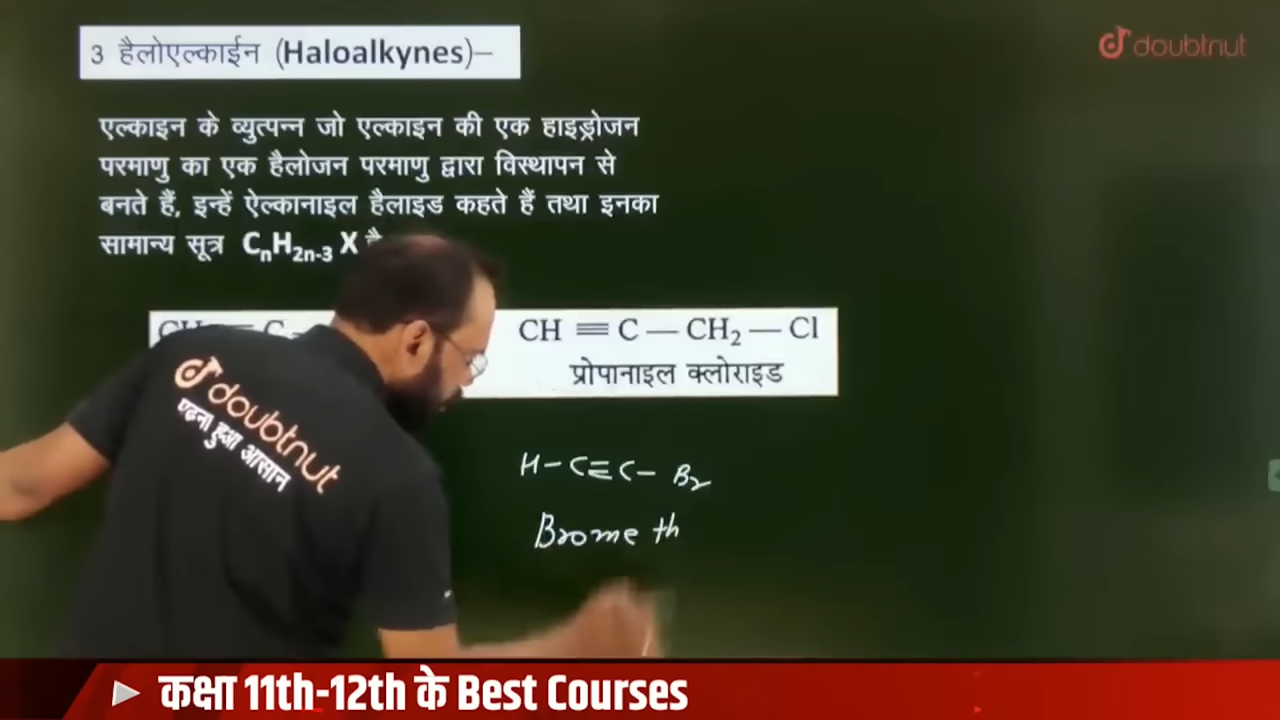 3 हैलोएल्काईन (Haloalkynes)–
doubtnut
एल्काइन के व्युत्पन्न जो एल्काइन की एक हाइड्रोजन
परमाणु का एक हैलोजन परमाणु द्वारा विस्थापन से
बनते हैं, इन्हें ऐल्कानाइल हैलाइड कहते हैं तथा इनका
सामान्य सूत्र CₙH₂ₙ₋₃ X है
CH ≡ C — CH₂ — Cl
प्रोपानाइल क्लोराइड
doubtnut
पढ़ना हुआ आसान
H – C ≡ C – Br
Brome th
कक्षा 11th-12th के Best Courses